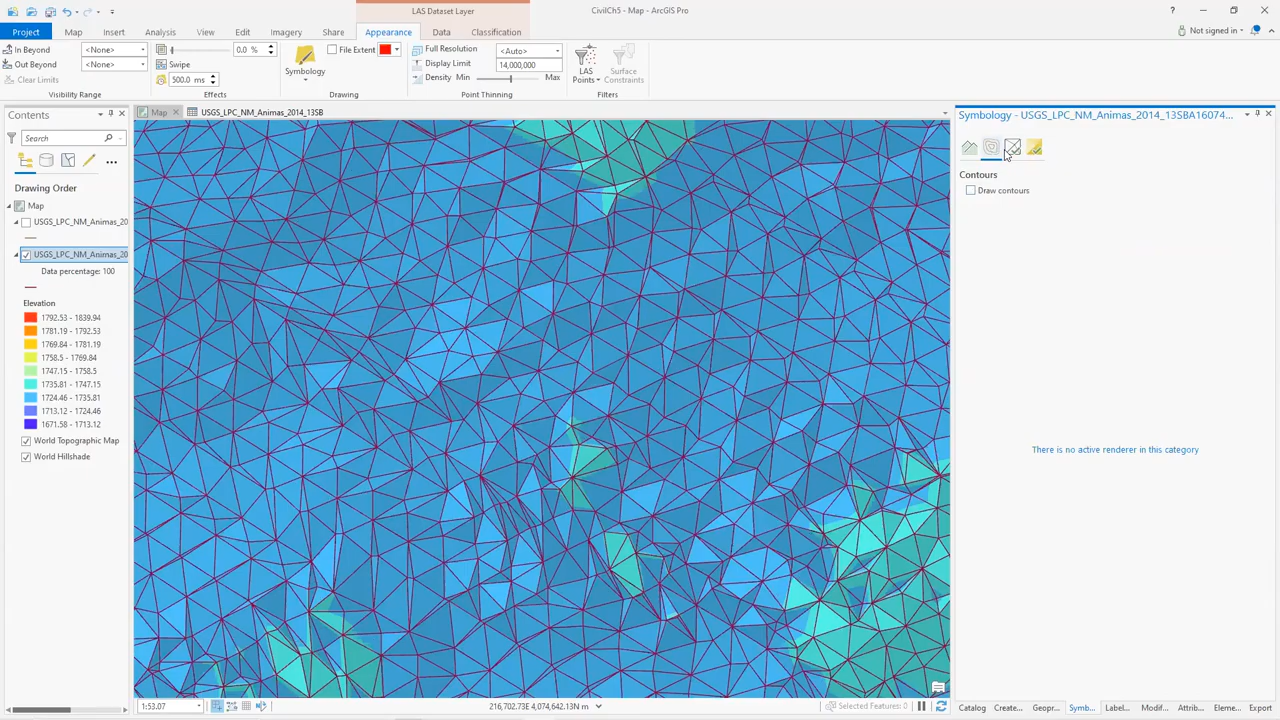 LAS Dataset Layer
CivilCh5 - Map - ArcGIS Pro
Project Map Insert Analysis View Edit Imagery Share Appearance Data Classification
Not signed in
In Beyond <None>
Out Beyond <None>
Clear Limits
Visibility Range
0.0 %
Swipe
500.0 ms
Effects
Symbology
File Extent
Drawing
Full Resolution <Auto>
Display Limit 14,000,000
Density Min Max
Point Thinning
LAS
Points
Surface
Constraints
Filters
Contents
Search
Drawing Order
Map
USGS_LPC_NM_Animas_20
USGS_LPC_NM_Animas_20
Data percentage: 100
Elevation
1792.53 - 1839.94
1781.19 - 1792.53
1769.84 - 1781.19
1758.5 - 1769.84
1747.15 - 1758.5
1735.81 - 1747.15
1724.46 - 1735.81
1713.12 - 1724.46
1671.58 - 1713.12
World Topographic Map
World Hillshade
Map
USGS_LPC_NM_Animas_2014_13SB
1:53.07
216,702.73E 4,074,642.13N m
Selected Features: 0
Symbology - USGS_LPC_NM_Animas_2014_13SBA16074...
Contours
Draw contours
There is no active renderer in this category
Catalog Create... Geopr... Symb... Label... Modif... Attrib... Eleme... Export